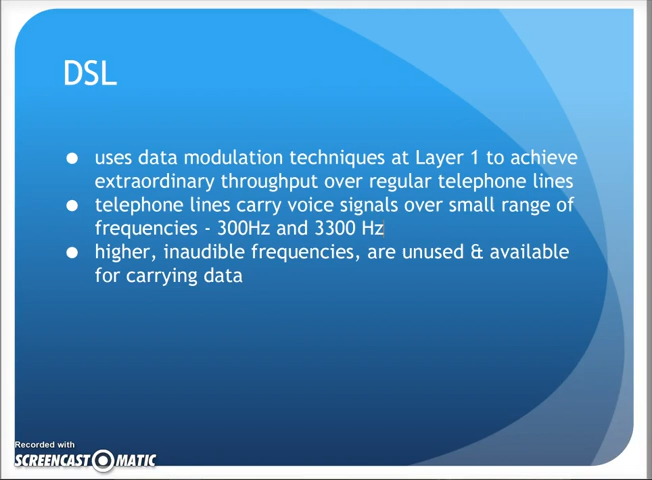 DSL
● uses data modulation techniques at Layer 1 to achieve
extraordinary throughput over regular telephone lines
● telephone lines carry voice signals over small range of
frequencies - 300Hz and 3300 Hz
● higher, inaudible frequencies, are unused & available
for carrying data
Recorded with
SCREENCAST-O-MATIC